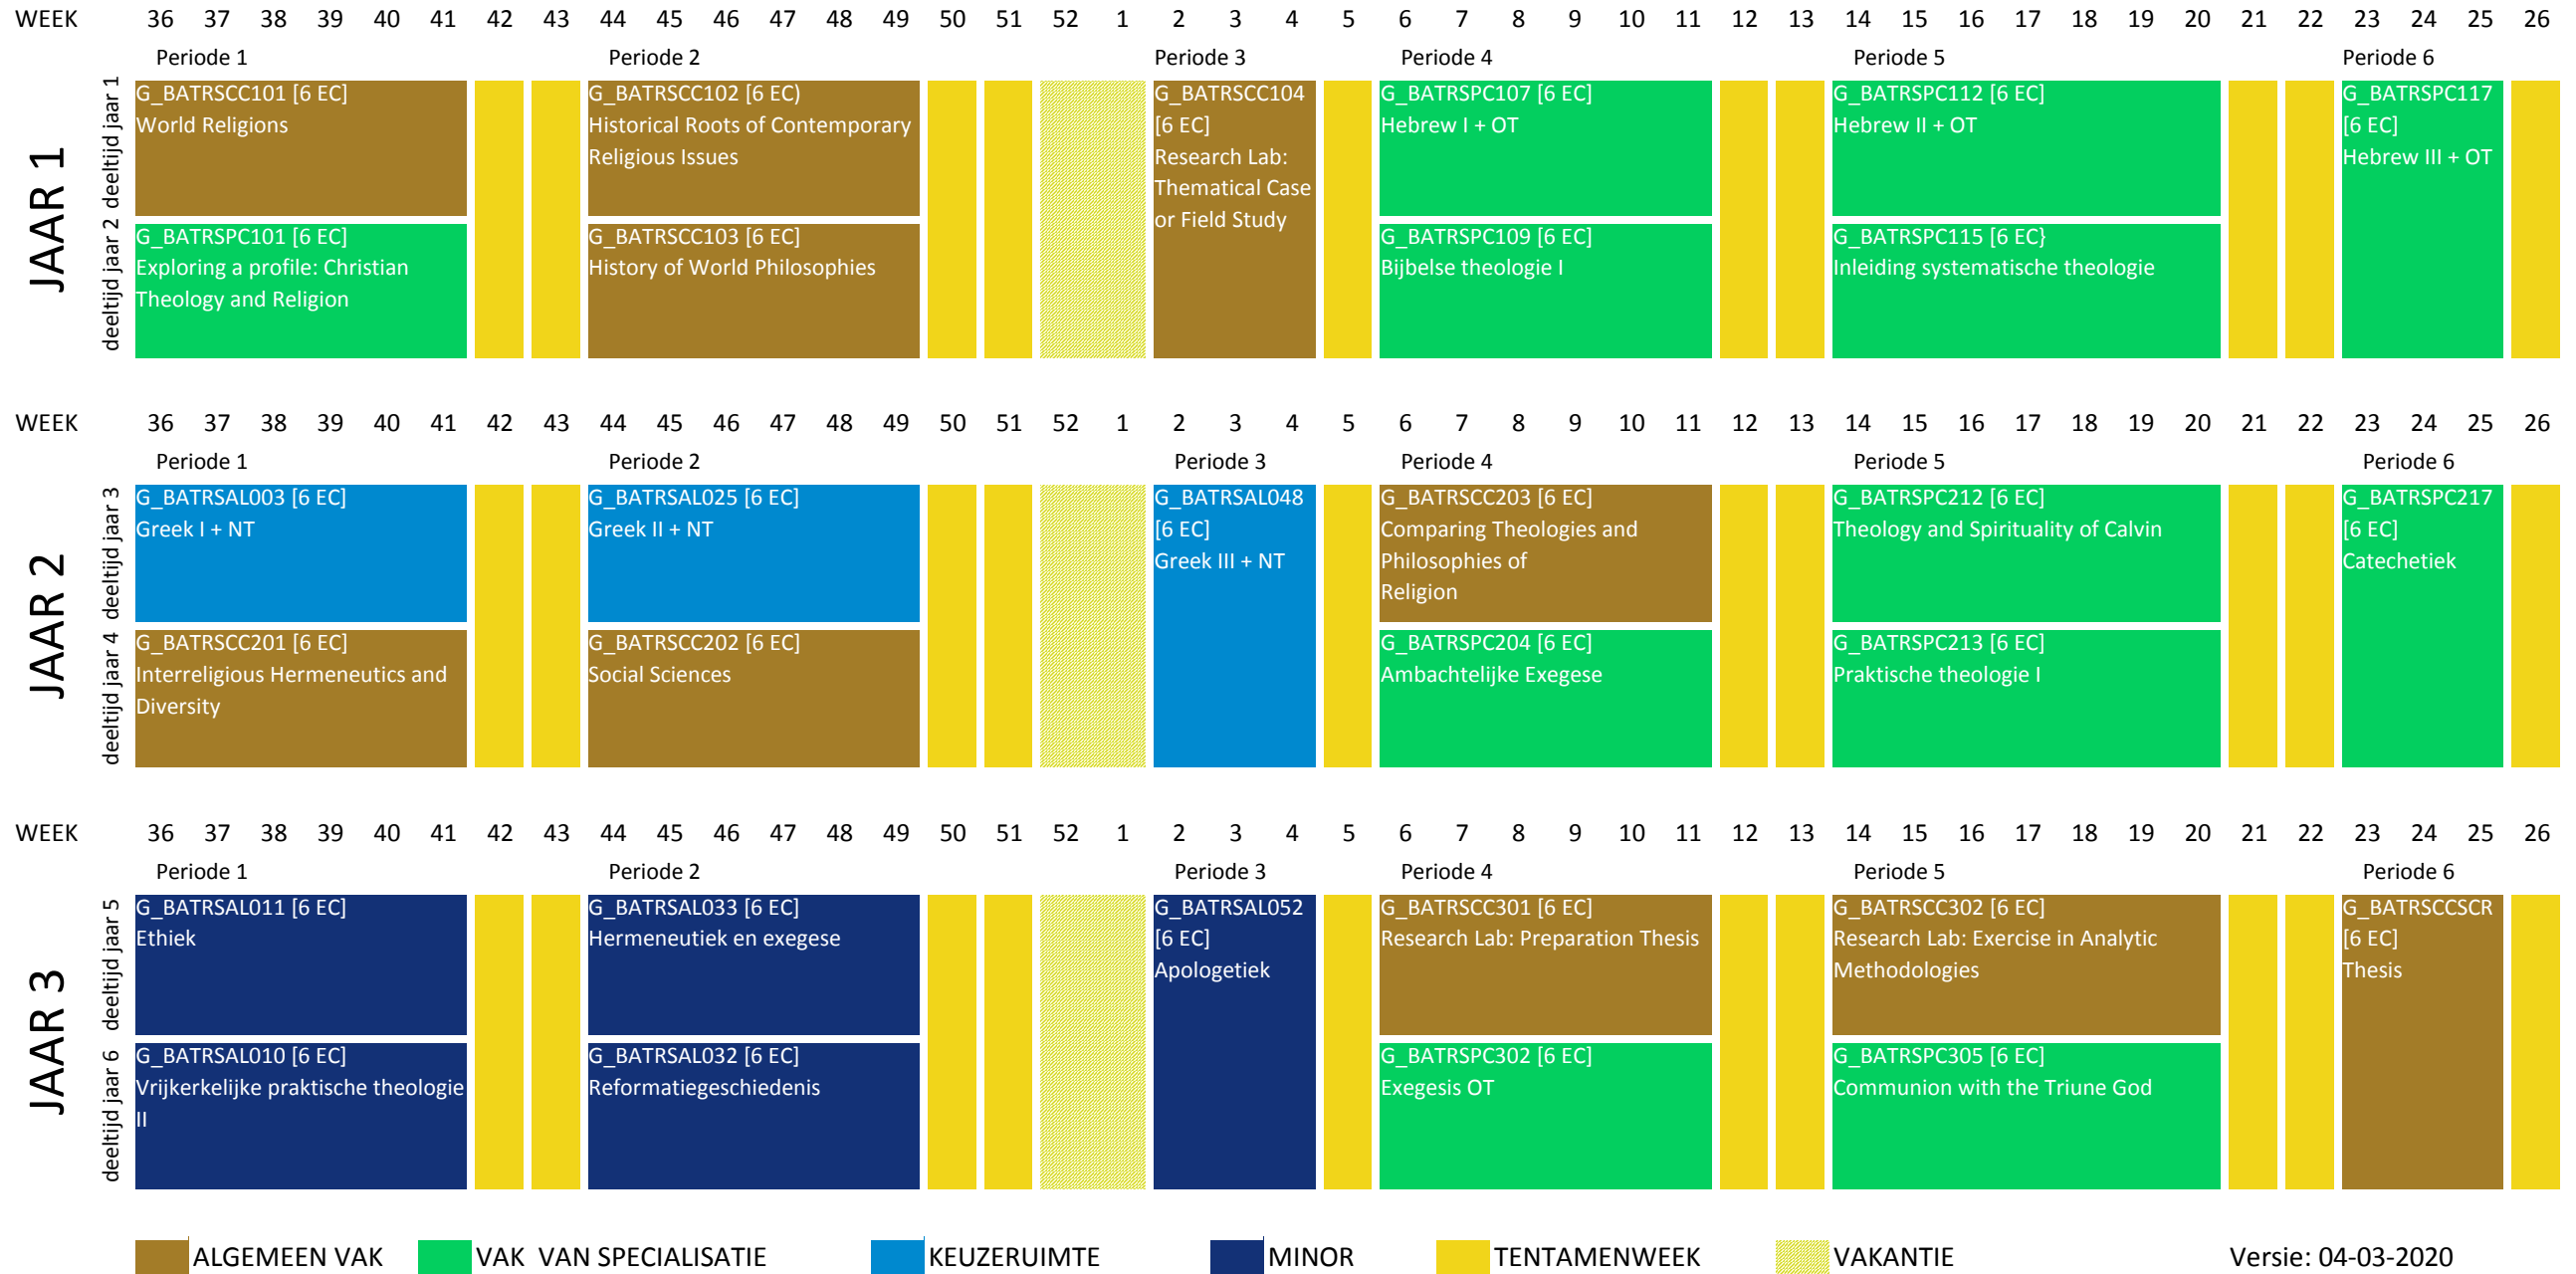 WEEK 36 37 38 39 40 41 42 43 44 45 46 47 48 49 50 51 52 1 2 3 4 5 6 7 8 9 10 11 12 13 14 15 16 17 18 19 20 21 22 23 24 25 26
Periode 1 Periode 2 Periode 3 Periode 4 Periode 5 Periode 6
JAAR 1
deeltijd jaar 1
G_BATRSCC101 [6 EC]
World Religions
G_BATRSCC102 [6 EC)
Historical Roots of Contemporary
Religious Issues
G_BATRSCC104
[6 EC]
Research Lab:
Thematical Case
or Field Study
G_BATRSPC107 [6 EC]
Hebrew I + OT
G_BATRSPC112 [6 EC]
Hebrew II + OT
G_BATRSPC117
[6 EC]
Hebrew III + OT
deeltijd jaar 2
G_BATRSPC101 [6 EC]
Exploring a profile: Christian
Theology and Religion
G_BATRSCC103 [6 EC]
History of World Philosophies
G_BATRSPC109 [6 EC]
Bijbelse theologie I
G_BATRSPC115 [6 EC}
Inleiding systematische theologie
WEEK 36 37 38 39 40 41 42 43 44 45 46 47 48 49 50 51 52 1 2 3 4 5 6 7 8 9 10 11 12 13 14 15 16 17 18 19 20 21 22 23 24 25 26
Periode 1 Periode 2 Periode 3 Periode 4 Periode 5 Periode 6
JAAR 2
deeltijd jaar 3
G_BATRSAL003 [6 EC]
Greek I + NT
G_BATRSAL025 [6 EC]
Greek II + NT
G_BATRSAL048
[6 EC]
Greek III + NT
G_BATRSCC203 [6 EC]
Comparing Theologies and
Philosophies of
Religion
G_BATRSPC212 [6 EC]
Theology and Spirituality of Calvin
G_BATRSPC217
[6 EC]
Catechetiek
deeltijd jaar 4
G_BATRSCC201 [6 EC]
Interreligious Hermeneutics and
Diversity
G_BATRSCC202 [6 EC]
Social Sciences
G_BATRSPC204 [6 EC]
Ambachtelijke Exegese
G_BATRSPC213 [6 EC]
Praktische theologie I
WEEK 36 37 38 39 40 41 42 43 44 45 46 47 48 49 50 51 52 1 2 3 4 5 6 7 8 9 10 11 12 13 14 15 16 17 18 19 20 21 22 23 24 25 26
Periode 1 Periode 2 Periode 3 Periode 4 Periode 5 Periode 6
JAAR 3
deeltijd jaar 5
G_BATRSAL011 [6 EC]
Ethiek
G_BATRSAL033 [6 EC]
Hermeneutiek en exegese
G_BATRSAL052
[6 EC]
Apologetiek
G_BATRSCC301 [6 EC]
Research Lab: Preparation Thesis
G_BATRSCC302 [6 EC]
Research Lab: Exercise in Analytic
Methodologies
G_BATRSCCSCR
[6 EC]
Thesis
deeltijd jaar 6
G_BATRSAL010 [6 EC]
Vrijkerkelijke praktische theologie
II
G_BATRSAL032 [6 EC]
Reformatiegeschiedenis
G_BATRSPC302 [6 EC]
Exegesis OT
G_BATRSPC305 [6 EC]
Communion with the Triune God
ALGEMEEN VAK VAK VAN SPECIALISATIE KEUZERUIMTE MINOR TENTAMENWEEK VAKANTIE Versie: 04-03-2020